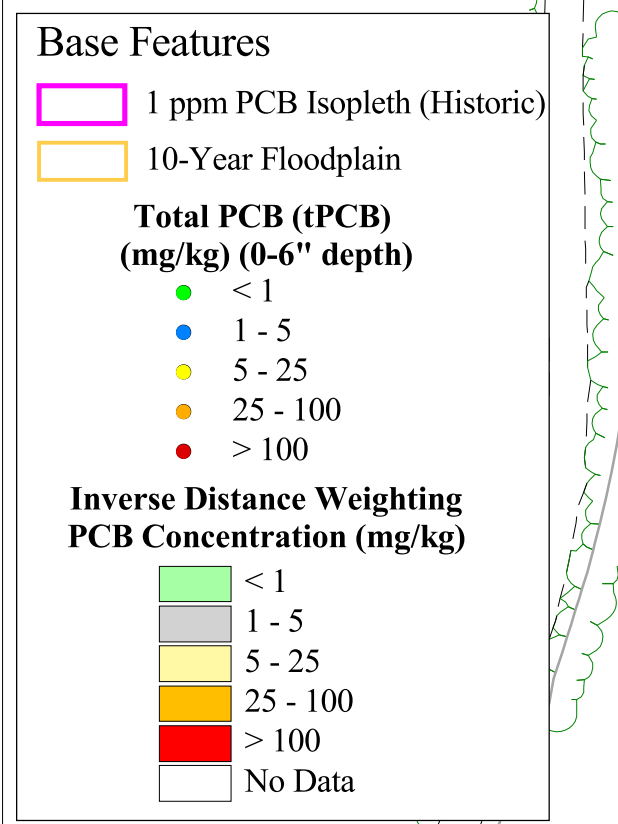 Base Features
1 ppm PCB Isopleth (Historic)
10-Year Floodplain
Total PCB (tPCB)
(mg/kg) (0-6" depth)
< 1
1 - 5
5 - 25
25 - 100
> 100
Inverse Distance Weighting
PCB Concentration (mg/kg)
< 1
1 - 5
5 - 25
25 - 100
> 100
No Data